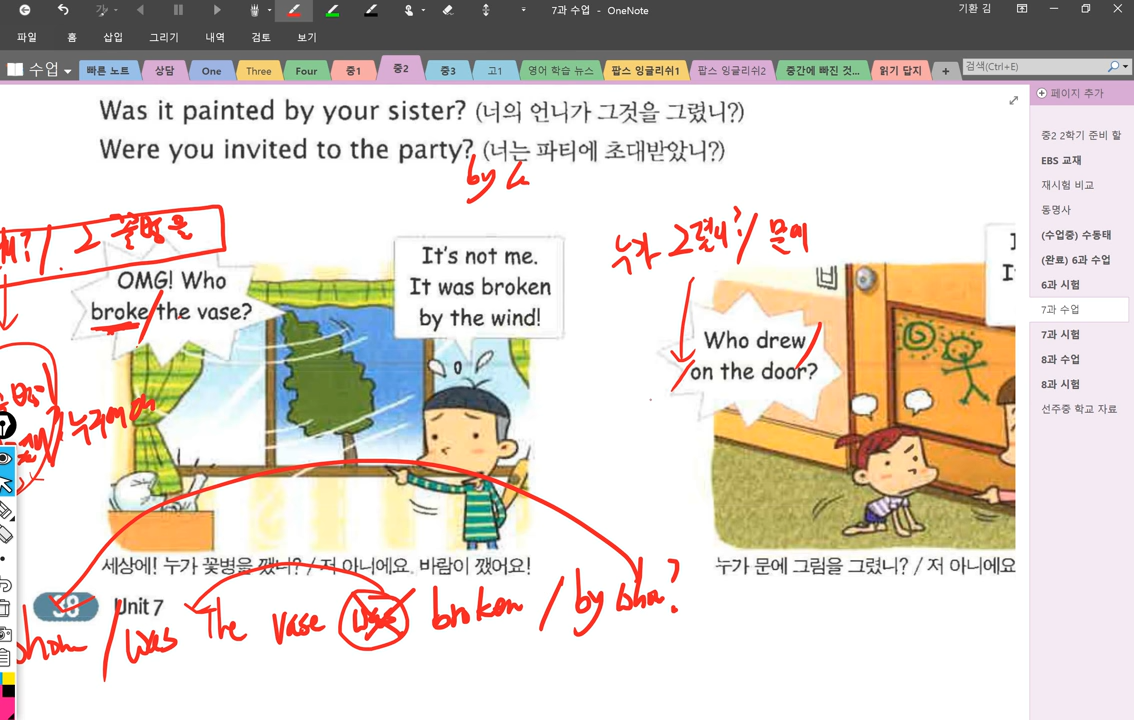 7과 수업 - OneNote
기환 김
파일 홈 삽입 그리기 내역 검토 보기
수업 빠른 노트 상담 One Three Four 중1 중2 중3 고1 영어 학습 뉴스 팝스 잉글리쉬1 팝스 잉글리쉬2 중간에 빠진 것... 읽기 답지 + 검색(Ctrl+E)
페이지 추가
중2 2학기 준비 할
EBS 교재
재시험 비교
동명사
(수업중) 수동태
(완료) 6과 수업
6과 시험
7과 수업
7과 시험
8과 수업
8과 시험
선주중 학교 자료
Was it painted by your sister? (너의 언니가 그것을 그렸니?)
Were you invited to the party? (너는 파티에 초대받았니?)
by
? / 그 꽃병을
누가 그렸니? / 문에
OMG! Who
broke the vase?
It's not me.
It was broken
by the wind!
Who drew
on the door?
세상에! 누가 꽃병을 깼니? / 저 아니에요. 바람이 깼어요!
누가 문에 그림을 그렸니? / 저 아니에요
38 Unit 7
/ was The vase was broken / by whom?